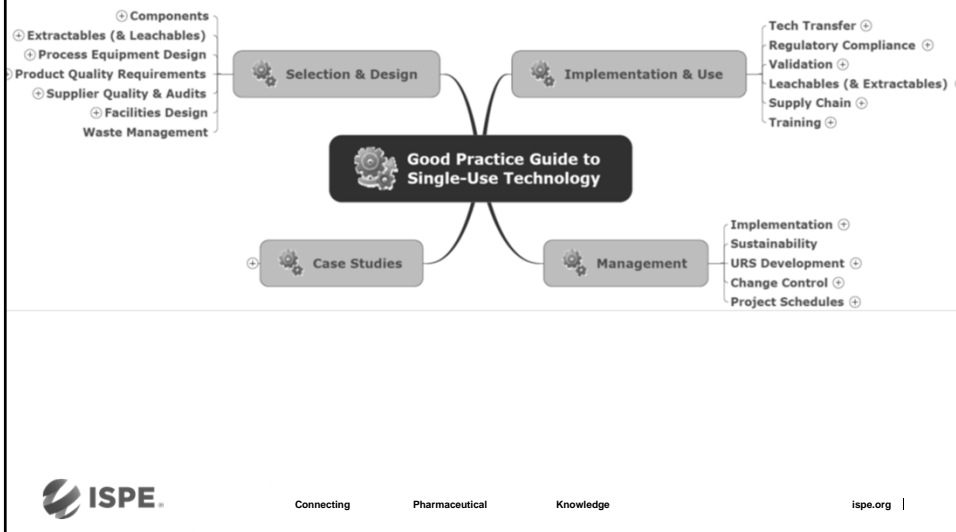 Components
Extractables (& Leachables)
Process Equipment Design
Product Quality Requirements
Supplier Quality & Audits
Facilities Design
Waste Management
Selection & Design
Implementation & Use
Tech Transfer
Regulatory Compliance
Validation
Leachables (& Extractables)
Supply Chain
Training
Good Practice Guide to
Single-Use Technology
Case Studies
Management
Implementation
Sustainability
URS Development
Change Control
Project Schedules
ISPE.
Connecting Pharmaceutical Knowledge
ispe.org